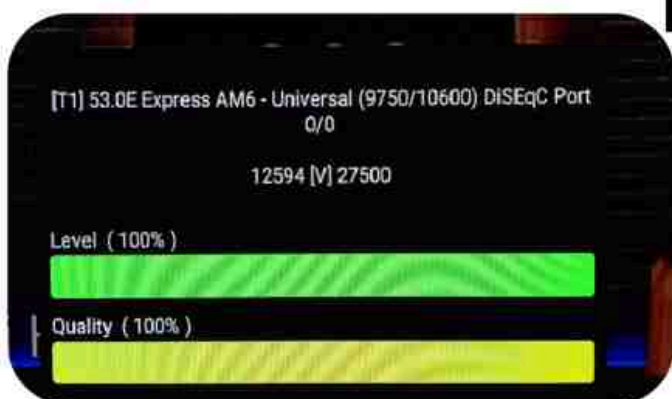 [T1] 53.0E Express AM6 - Universal (9750/10600) DiSEqC Port
0/0
12594 [V] 27500
Level ( 100% )
Quality ( 100% )